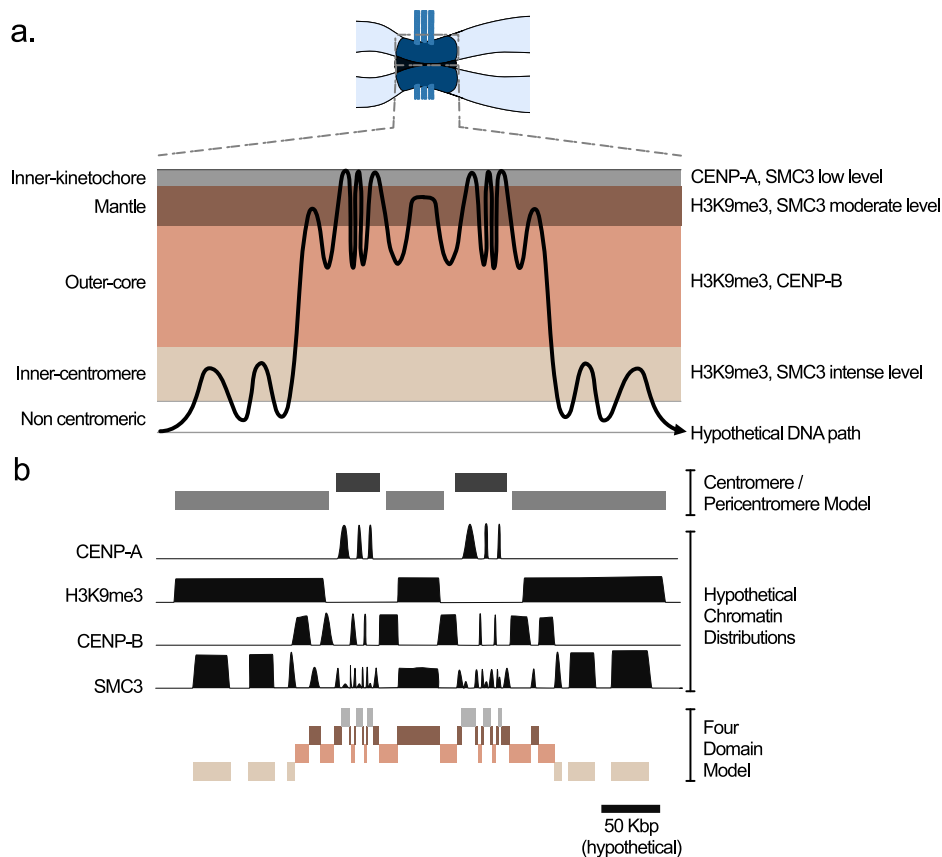 a.
Inner-kinetochore
CENP-A, SMC3 low level
Mantle
H3K9me3, SMC3 moderate level
Outer-core
H3K9me3, CENP-B
Inner-centromere
H3K9me3, SMC3 intense level
Non centromeric
Hypothetical DNA path
b
Centromere /
Pericentromere Model
CENP-A
H3K9me3
CENP-B
SMC3
Hypothetical
Chromatin
Distributions
Four
Domain
Model
50 Kbp
(hypothetical)